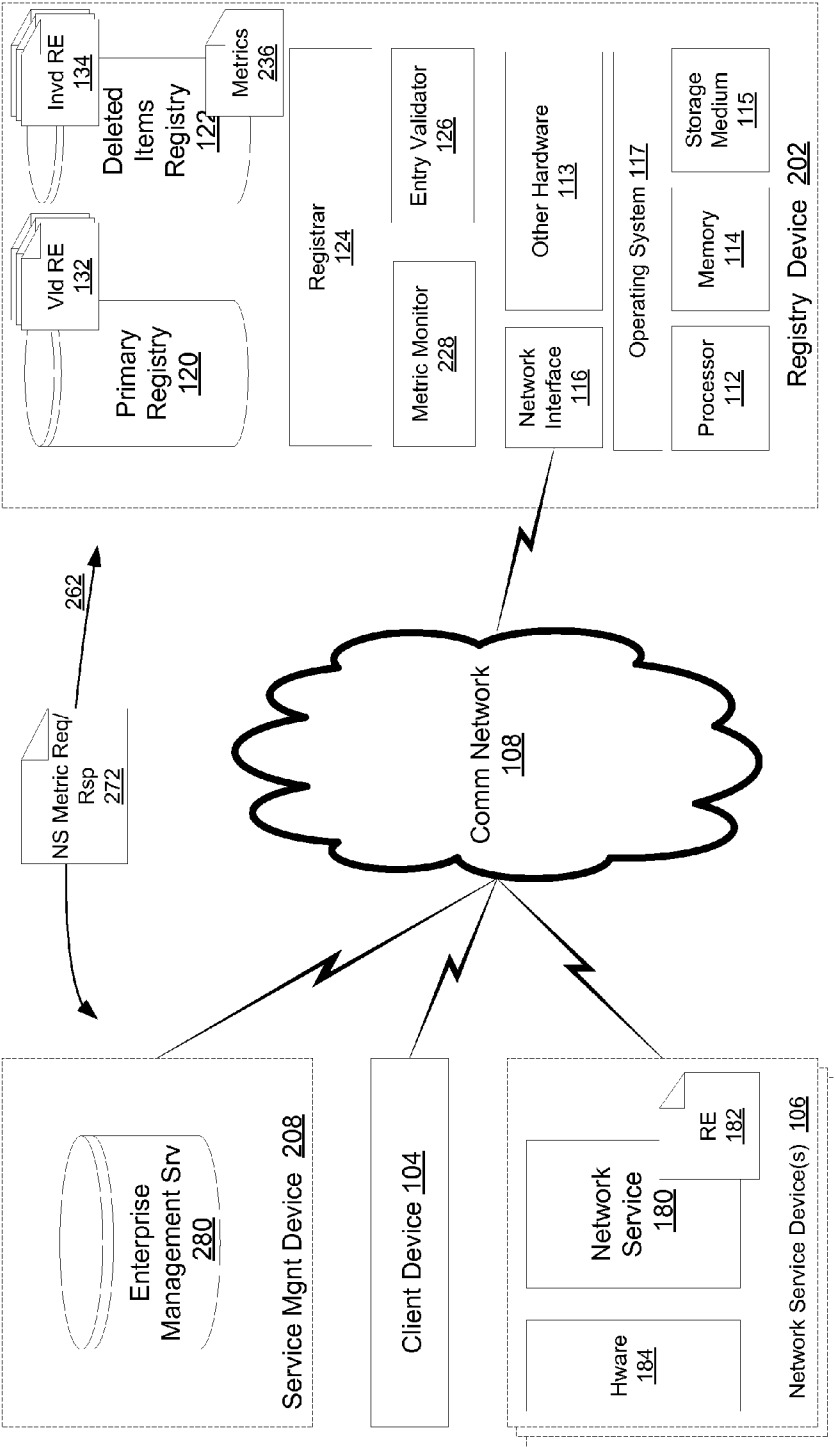 Enterprise
Management Srv
280
Service Mgnt Device 208
Client Device 104
Hware
184
Network
Service
180
RE
182
Network Service Device(s) 106
NS Metric Req/
Rsp
272
262
Comm Network
108
Primary
Registry
120
Vld RE
132
Deleted
Items
Registry
122
Invd RE
134
Metrics
236
Registrar
124
Metric Monitor
228
Entry Validator
126
Network
Interface
116
Other Hardware
113
Operating System 117
Processor
112
Memory
114
Storage
Medium
115
Registry Device 202